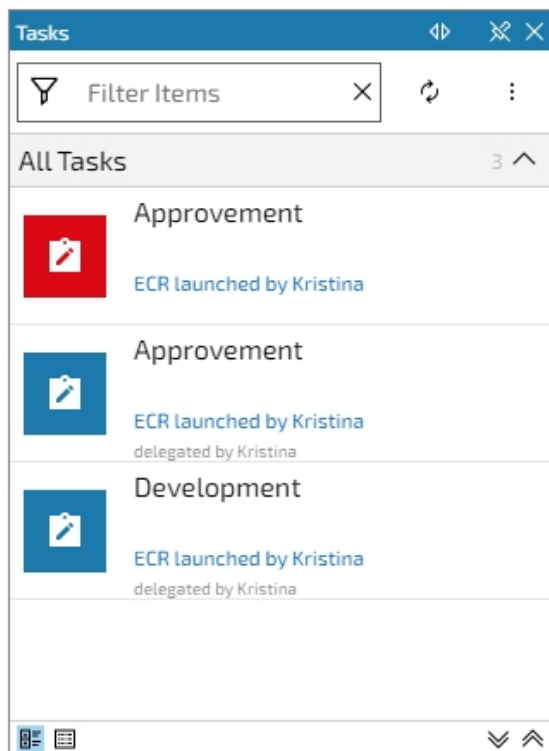 Tasks
Filter Items
All Tasks 3
Approvement
ECR launched by Kristina
Approvement
ECR launched by Kristina
delegated by Kristina
Development
ECR launched by Kristina
delegated by Kristina